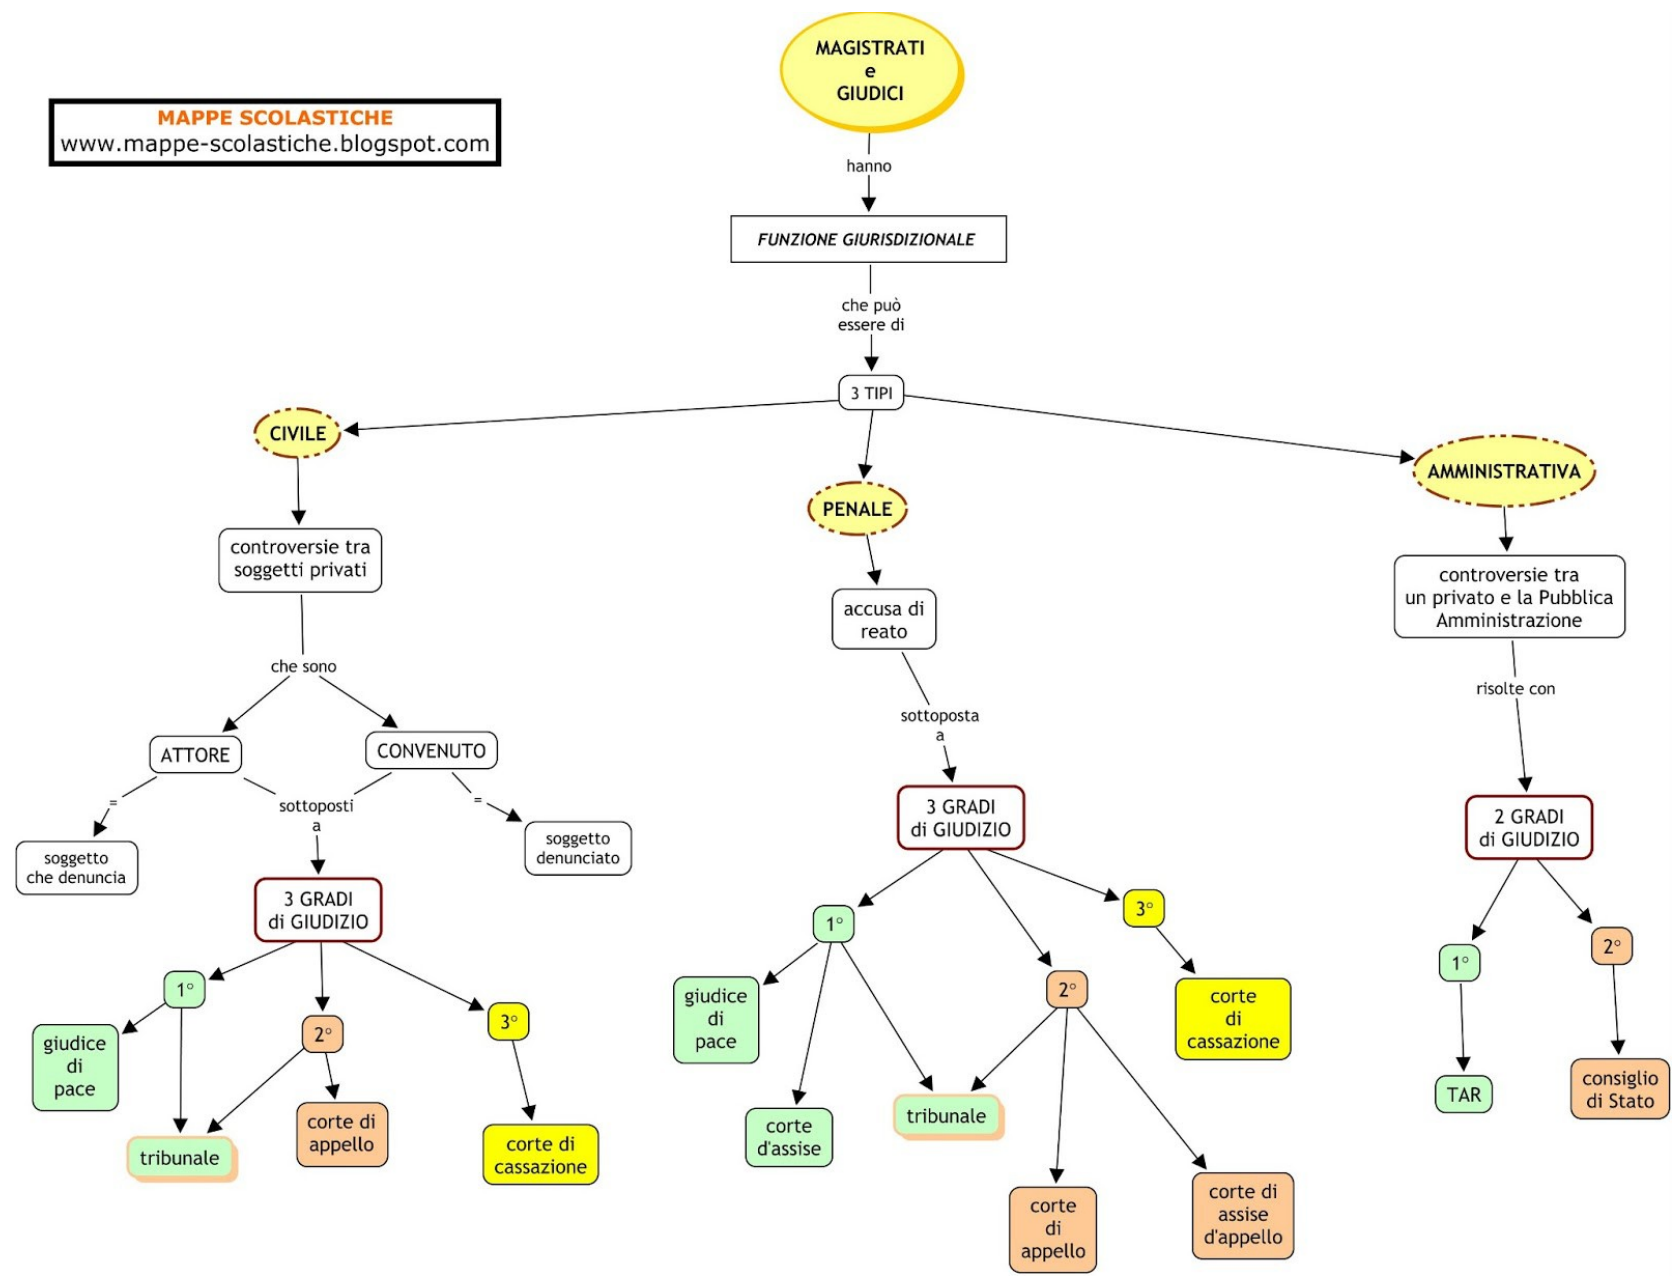 MAGISTRATI
e
GIUDICI
MAPPE SCOLASTICHE
www.mappe-scolastiche.blogspot.com
hanno
FUNZIONE GIURISDIZIONALE
che può
essere di
3 TIPI
CIVILE
PENALE
AMMINISTRATIVA
controversie tra
soggetti privati
accusa di
reato
controversie tra
un privato e la Pubblica
Amministrazione
che sono
sottoposta
a
risolte con
ATTORE
CONVENUTO
=
sottoposti
a
=
soggetto
che denuncia
soggetto
denunciato
3 GRADI
di GIUDIZIO
3 GRADI
di GIUDIZIO
2 GRADI
di GIUDIZIO
1°
2°
3°
giudice
di
pace
tribunale
corte di
appello
corte di
cassazione
1°
2°
3°
giudice
di
pace
corte
d'assise
tribunale
corte
di
appello
corte di
assise
d'appello
corte
di
cassazione
1°
2°
TAR
consiglio
di Stato